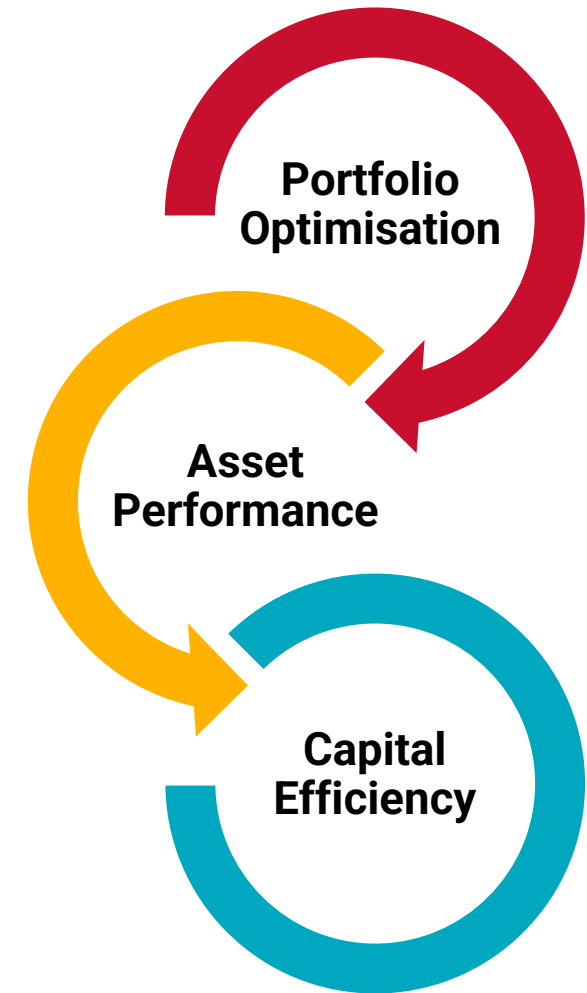 Portfolio
Optimisation
Asset
Performance
Capital
Efficiency